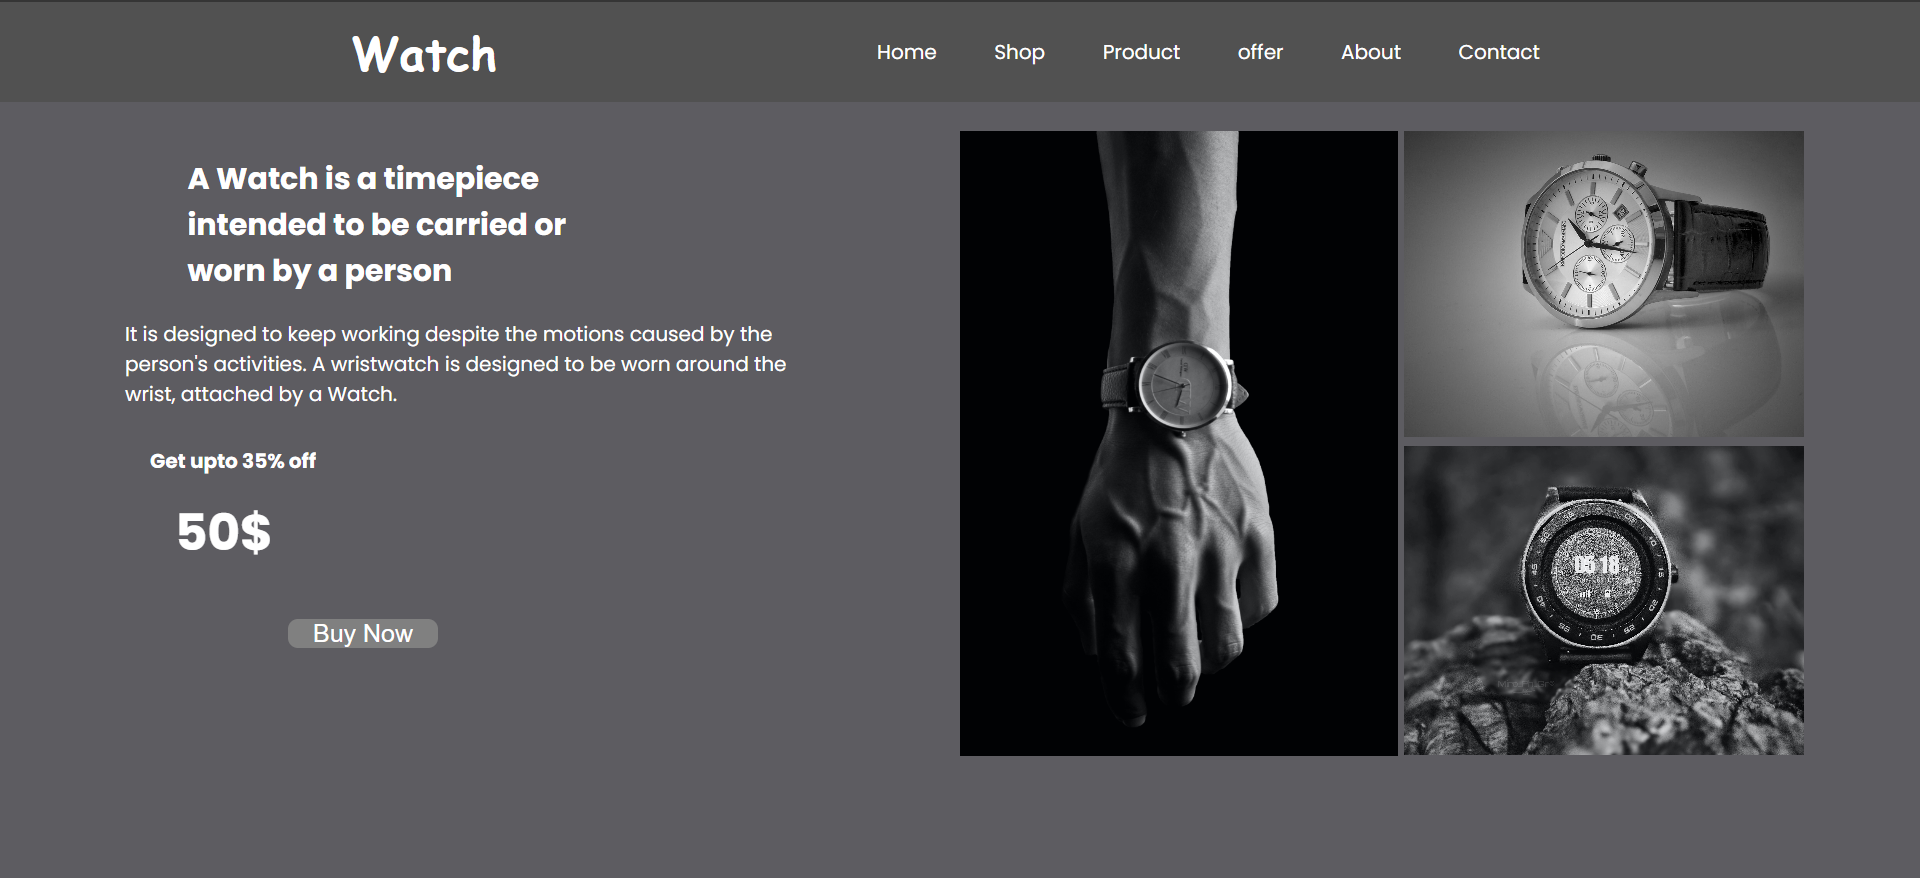 Watch
Home Shop Product offer About Contact
A Watch is a timepiece
intended to be carried or
worn by a person
It is designed to keep working despite the motions caused by the
person's activities. A wristwatch is designed to be worn around the
wrist, attached by a Watch.
Get upto 35% off
50$
Buy Now
05 18